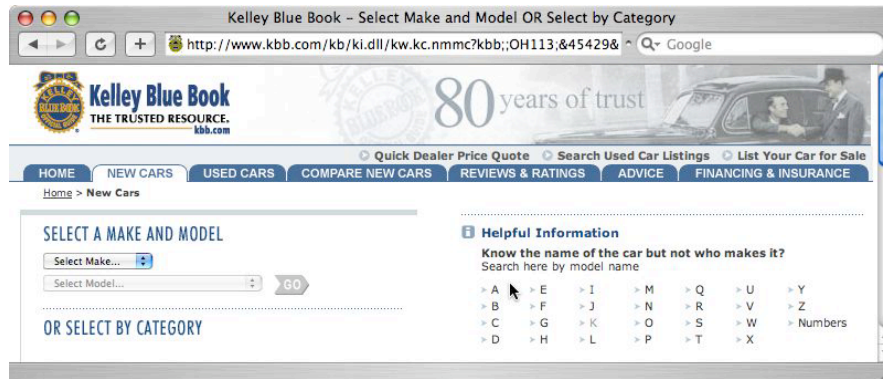 Kelley Blue Book – Select Make and Model OR Select by Category
http://www.kbb.com/kb/ki.dll/kw.kc.nmmc?kbb;;OH113;&45429&
Google
Kelley Blue Book
THE TRUSTED RESOURCE.
kbb.com
80 years of trust
Quick Dealer Price Quote Search Used Car Listings List Your Car for Sale
HOME NEW CARS USED CARS COMPARE NEW CARS REVIEWS & RATINGS ADVICE FINANCING & INSURANCE
Home > New Cars
SELECT A MAKE AND MODEL
Select Make...
Select Model...
GO
OR SELECT BY CATEGORY
Helpful Information
Know the name of the car but not who makes it?
Search here by model name
A E I M Q U Y
B F J N R V Z
C G K O S W Numbers
D H L P T X